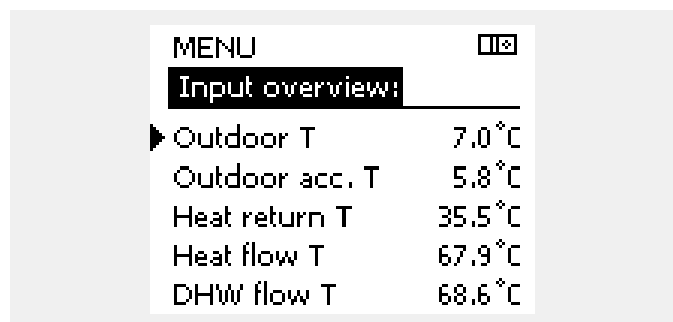 MENU
Input overview:
Outdoor T 7.0°C
Outdoor acc. T 5.8°C
Heat return T 35.5°C
Heat flow T 67.9°C
DHW flow T 68.6°C